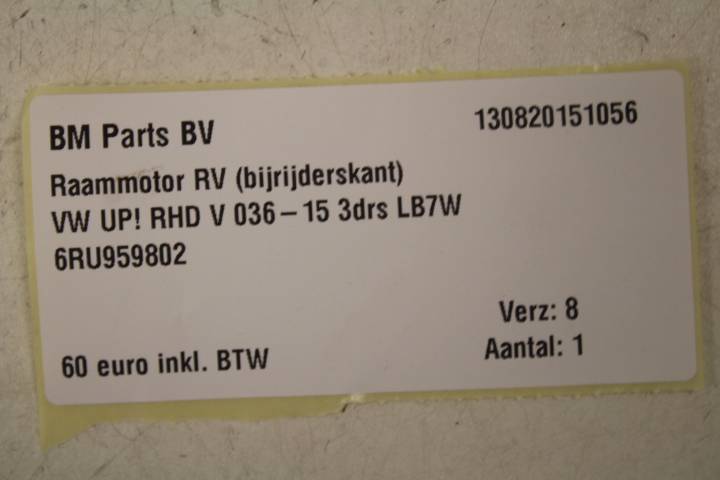 BM Parts BV 130820151056
Raammotor RV (bijrijderskant)
VW UP! RHD V 036-15 3drs LB7W
6RU959802
Verz: 8
60 euro inkl. BTW Aantal: 1